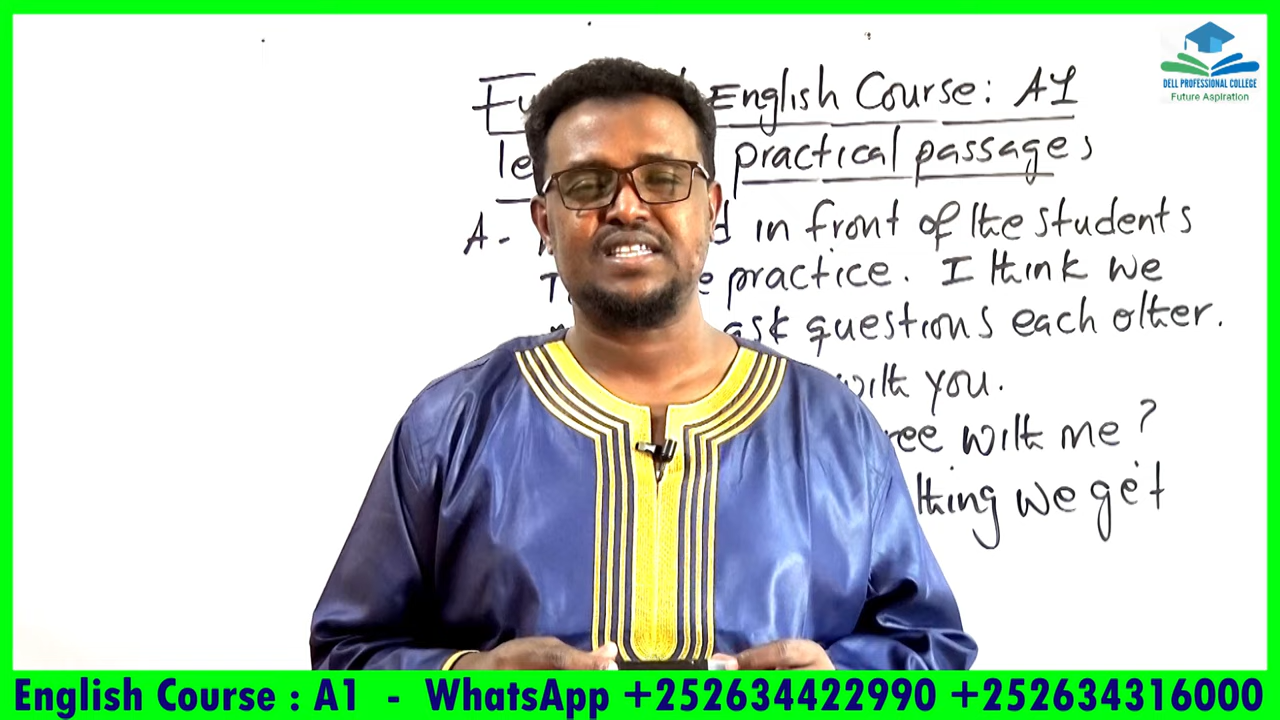 English Course: A1
practical passages
A- in front of the students
practice. I think we
ask questions each other.
with you.
with me?
thing we get
DELL PROFESSIONAL COLLEGE
Future Aspiration
English Course : A1 - WhatsApp +252634422990 +252634316000